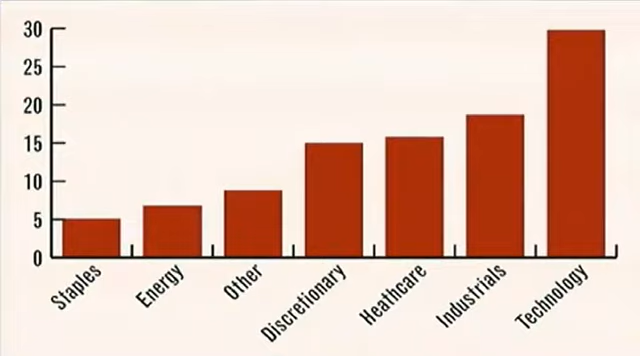 30
25
20
15
10
5
0
Staples
Energy
Other
Discretionary
Heathcare
Industrials
Technology